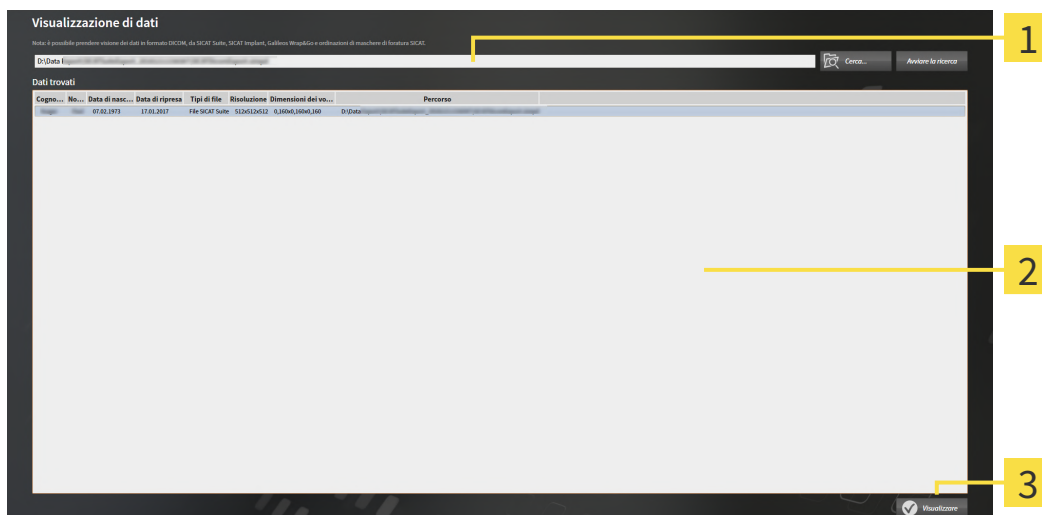 Visualizzazione di dati
1
Nota: è possibile prendere visione dei dati in formato DICOM, da SICAT Suite, SICAT Implant, Galileos Wrap&Go e ordinazioni di maschere di foratura SICAT.
D:\Data
Cerca...
Avviare la ricerca
Dati trovati
Cogno... No... Data di nasc... Data di ripresa Tipi di file Risoluzione Dimensioni dei vo... Percorso
07.02.1973 17.01.2017 File SICAT Suite 512x512x512 0,160x0,160x0,160 D:\Data
2
3
Visualizzare